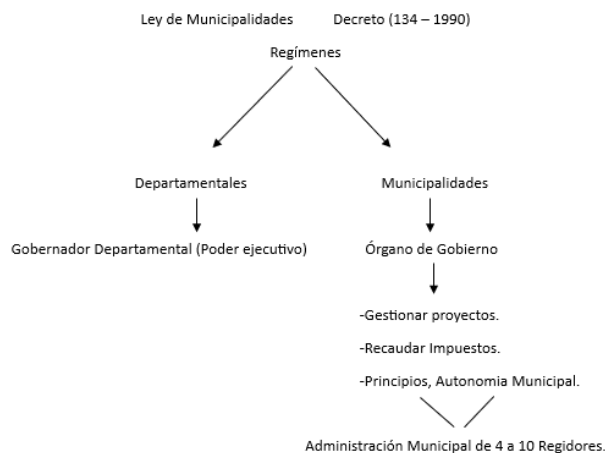 Ley de Municipalidades Decreto (134 – 1990)
Regímenes
Departamentales Municipalidades
Gobernador Departamental (Poder ejecutivo) Órgano de Gobierno
-Gestionar proyectos.
-Recaudar Impuestos.
-Principios, Autonomia Municipal.
Administración Municipal de 4 a 10 Regidores.